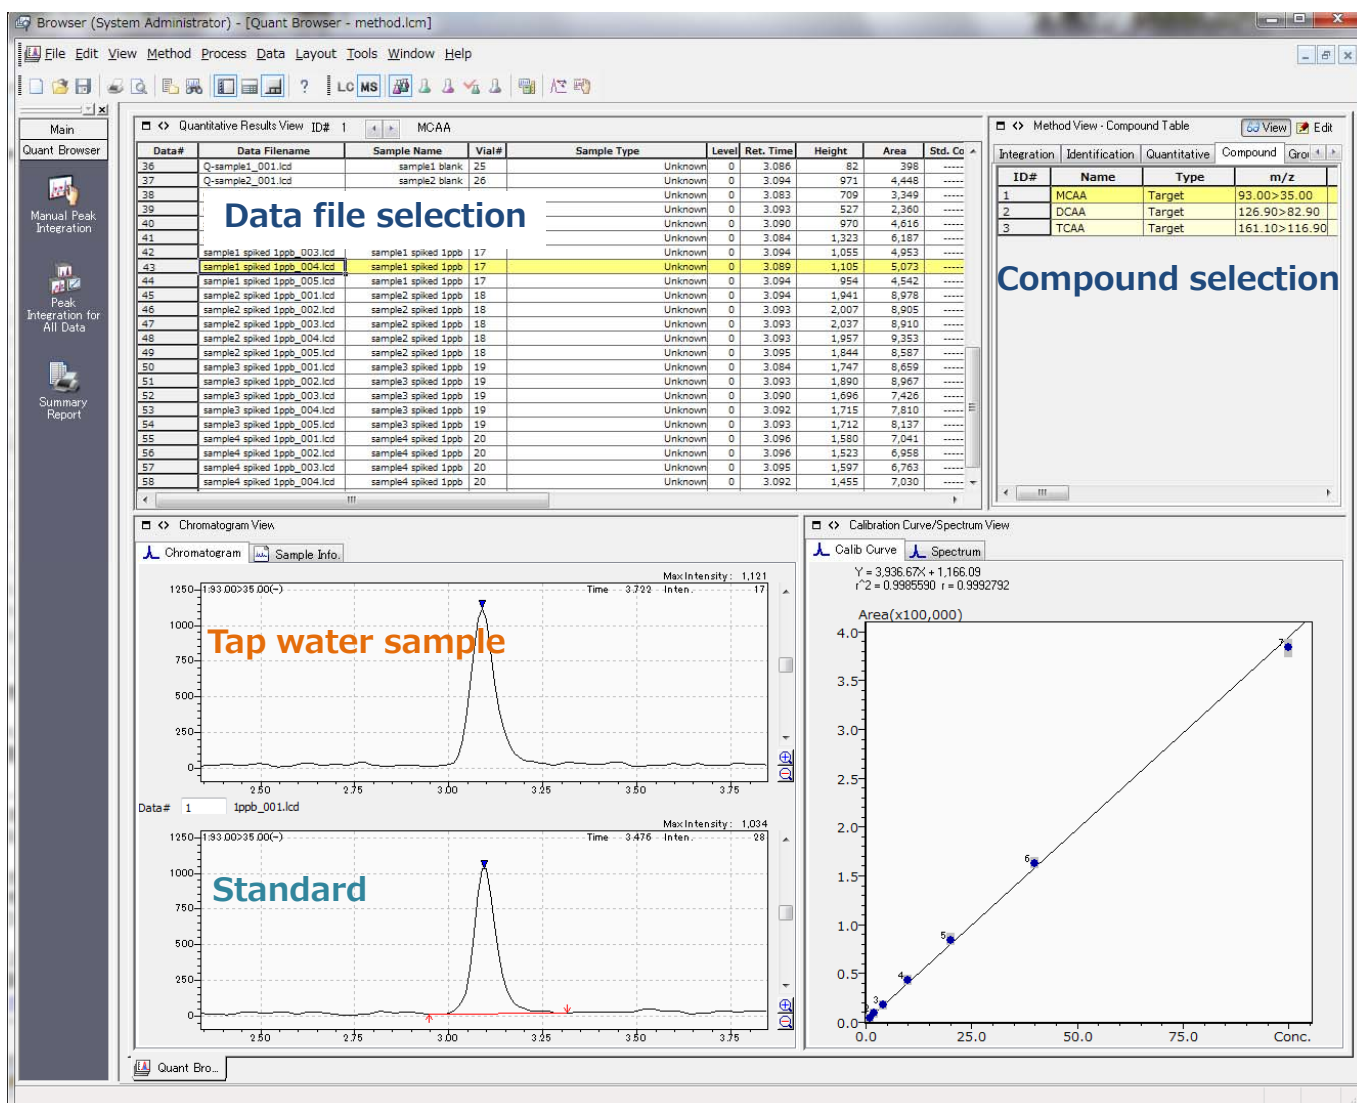 Browser (System Administrator) - [Quant Browser - method.lcm]
File Edit View Method Process Data Layout Tools Window Help
LC MS
Main
Quant Browser
Manual Peak
Integration
Peak
Integration for
All Data
Summary
Report
Quantitative Results View ID# 1 MCAA
Data# Data Filename Sample Name Vial# Sample Type Level Ret. Time Height Area Std. Co
36 Q-sample1_001.lcd sample1 blank 25 Unknown 0 3.086 82 398 -----
37 Q-sample2_001.lcd sample2 blank 26 Unknown 0 3.094 971 4,448 -----
38 Unknown 0 3.083 709 3,349 -----
39 Unknown 0 3.093 527 2,360 -----
40 Unknown 0 3.090 970 4,616 -----
41 Unknown 0 3.084 1,323 6,187 -----
42 sample1 spiked 1ppb_003.lcd sample1 spiked 1ppb 17 Unknown 0 3.094 1,055 4,953 -----
43 sample1 spiked 1ppb_004.lcd sample1 spiked 1ppb 17 Unknown 0 3.089 1,105 5,073 -----
44 sample1 spiked 1ppb_005.lcd sample1 spiked 1ppb 17 Unknown 0 3.094 954 4,542 -----
45 sample2 spiked 1ppb_001.lcd sample2 spiked 1ppb 18 Unknown 0 3.094 1,941 8,978 -----
46 sample2 spiked 1ppb_002.lcd sample2 spiked 1ppb 18 Unknown 0 3.093 2,007 8,905 -----
47 sample2 spiked 1ppb_003.lcd sample2 spiked 1ppb 18 Unknown 0 3.093 2,037 8,910 -----
48 sample2 spiked 1ppb_004.lcd sample2 spiked 1ppb 18 Unknown 0 3.093 1,957 9,353 -----
49 sample2 spiked 1ppb_005.lcd sample2 spiked 1ppb 18 Unknown 0 3.095 1,844 8,587 -----
50 sample3 spiked 1ppb_001.lcd sample3 spiked 1ppb 19 Unknown 0 3.084 1,747 8,659 -----
51 sample3 spiked 1ppb_002.lcd sample3 spiked 1ppb 19 Unknown 0 3.093 1,890 8,967 -----
52 sample3 spiked 1ppb_003.lcd sample3 spiked 1ppb 19 Unknown 0 3.090 1,696 7,426 -----
53 sample3 spiked 1ppb_004.lcd sample3 spiked 1ppb 19 Unknown 0 3.092 1,715 7,810 -----
54 sample3 spiked 1ppb_005.lcd sample3 spiked 1ppb 19 Unknown 0 3.093 1,712 8,137 -----
55 sample4 spiked 1ppb_001.lcd sample4 spiked 1ppb 20 Unknown 0 3.096 1,580 7,041 -----
56 sample4 spiked 1ppb_002.lcd sample4 spiked 1ppb 20 Unknown 0 3.096 1,523 6,958 -----
57 sample4 spiked 1ppb_003.lcd sample4 spiked 1ppb 20 Unknown 0 3.095 1,597 6,763 -----
58 sample4 spiked 1ppb_004.lcd sample4 spiked 1ppb 20 Unknown 0 3.092 1,455 7,030 -----
Data file selection
Method View - Compound Table View Edit
Integration Identification Quantitative Compound Grou
ID# Name Type m/z
1 MCAA Target 93.00>35.00
2 DCAA Target 126.90>82.90
3 TCAA Target 161.10>116.90
Compound selection
Chromatogram View
Chromatogram Sample Info.
Max Intensity : 1,121
1:93.00>35.00(-) Time 3.722 Inten. 17
1250
1000
750
500
250
0
Tap water sample
2.50 2.75 3.00 3.25 3.50 3.75
Data# 1 1ppb_001.lcd
Max Intensity : 1,034
1:93.00>35.00(-) Time 3.476 Inten. 28
1250
1000
750
500
250
0
Standard
2.50 2.75 3.00 3.25 3.50 3.75
Calibration Curve/Spectrum View
Calib Curve Spectrum
Y = 3,936.67X + 1,166.09
r^2 = 0.9985590 r = 0.9992792
Area(x100,000)
4.0
3.5
3.0
2.5
2.0
1.5
1.0
0.5
0.0
7
6
5
4
3
0.0 25.0 50.0 75.0 Conc.
Quant Bro...